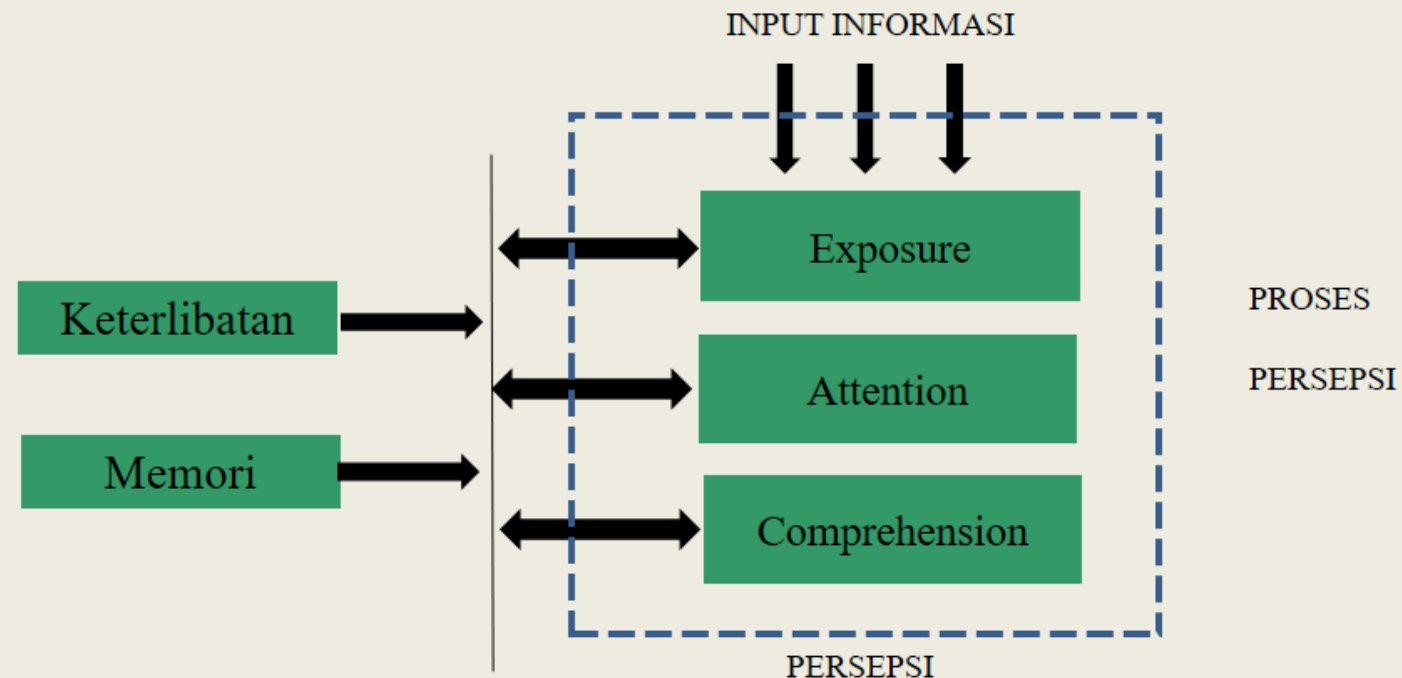 INPUT INFORMASI
Exposure
Keterlibatan
PROSES
Attention
PERSEPSI
Memori
Comprehension
PERSEPSI